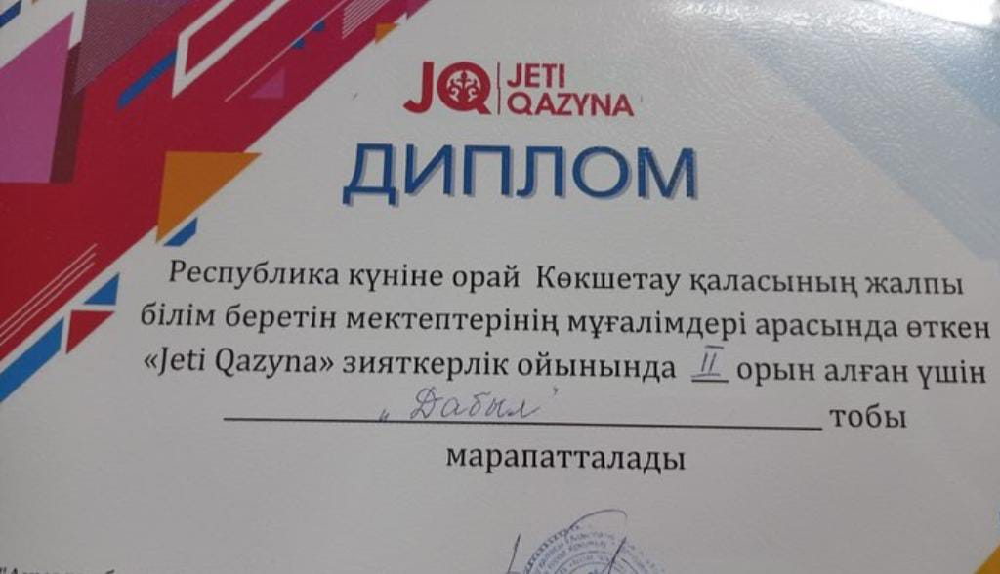 JQ JETI
QAZYNA
ДИПЛОМ
Республика күніне орай Көкшетау қаласының жалпы
білім беретін мектептерінің мұғалімдері арасында өткен
«Jeti Qazyna» зияткерлік ойынында II орын алған үшін
„Дабыл" тобы
марапатталады